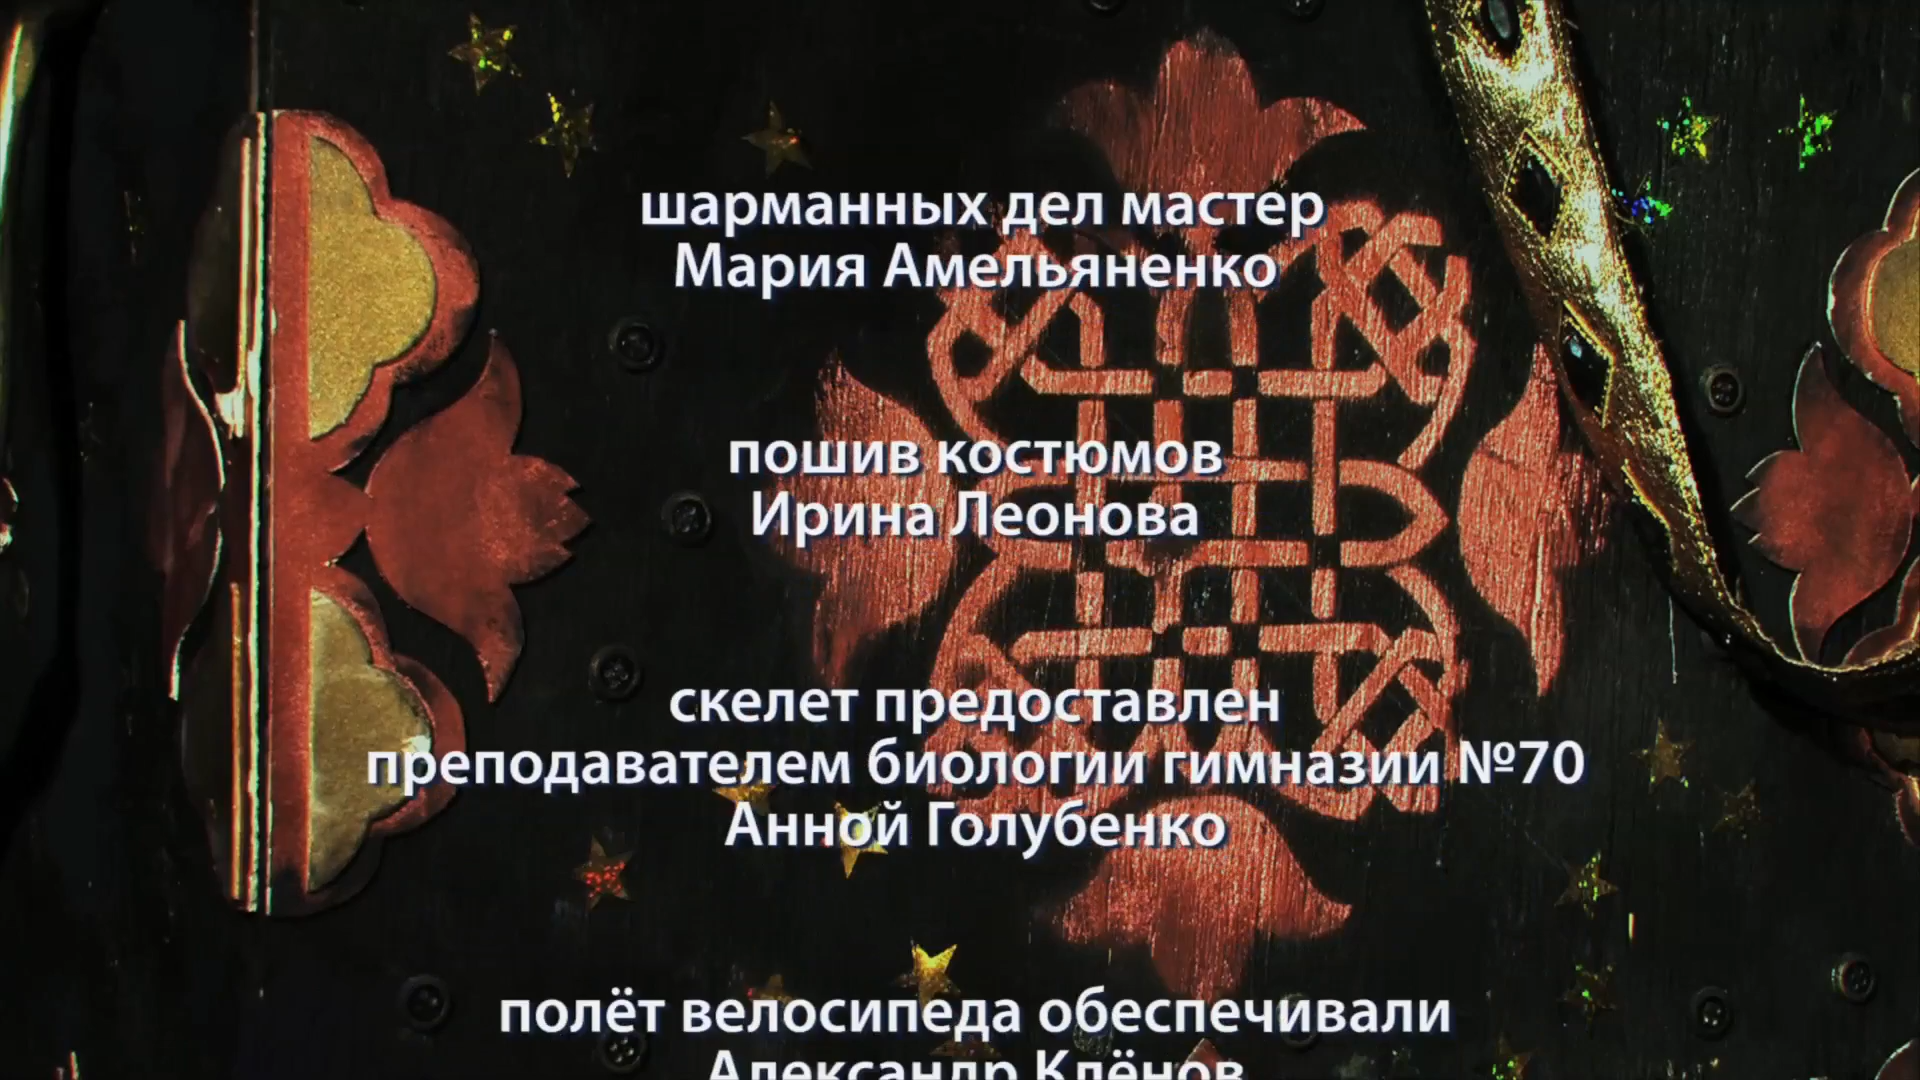 шарманных дел мастер
Мария Амельяненко
пошив костюмов
Ирина Леонова
скелет предоставлен
преподавателем биологии гимназии №70
Анной Голубенко
полёт велосипеда обеспечивали
Александр Клёнов